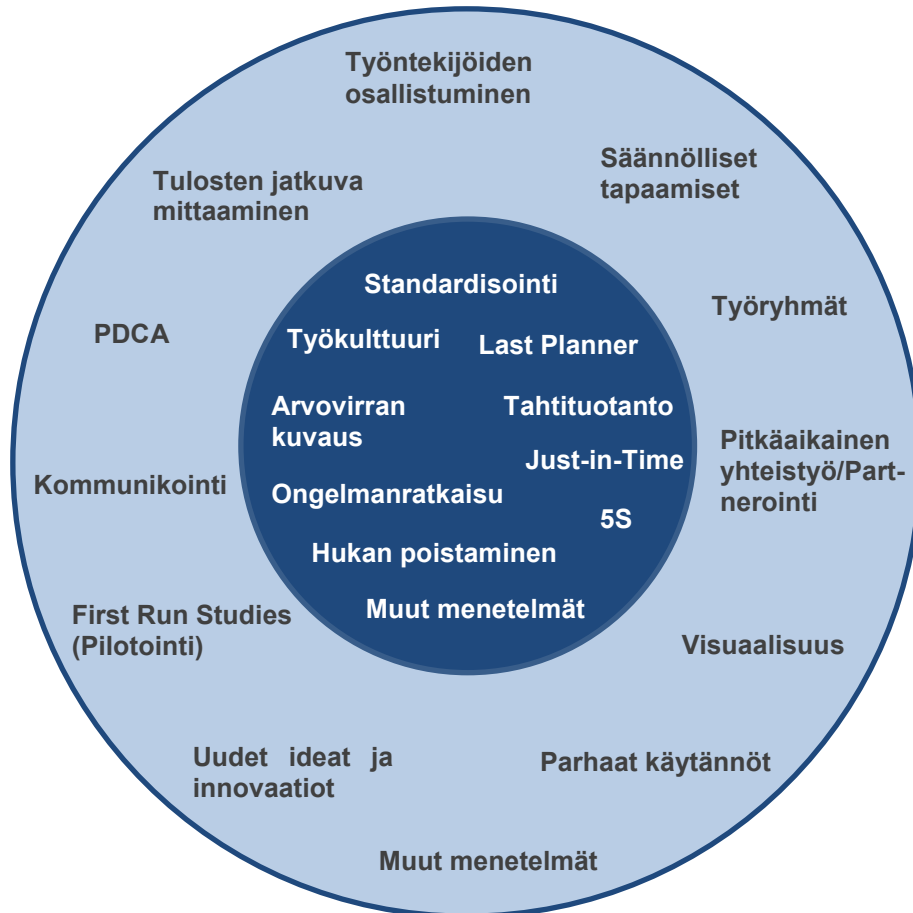 Työntekijöiden
osallistuminen
Säännölliset
tapaamiset
Tulosten jatkuva
mittaaminen
Standardisointi
Työryhmät
PDCA
Työkulttuuri
Last Planner
Arvovirran
kuvaus
Tahtituotanto
Pitkäaikainen
yhteistyö/Part-
nerointi
Just-in-Time
Kommunikointi
Ongelmanratkaisu
5S
Hukan poistaminen
First Run Studies
(Pilotointi)
Muut menetelmät
Visuaalisuus
Uudet ideat ja
innovaatiot
Parhaat käytännöt
Muut menetelmät